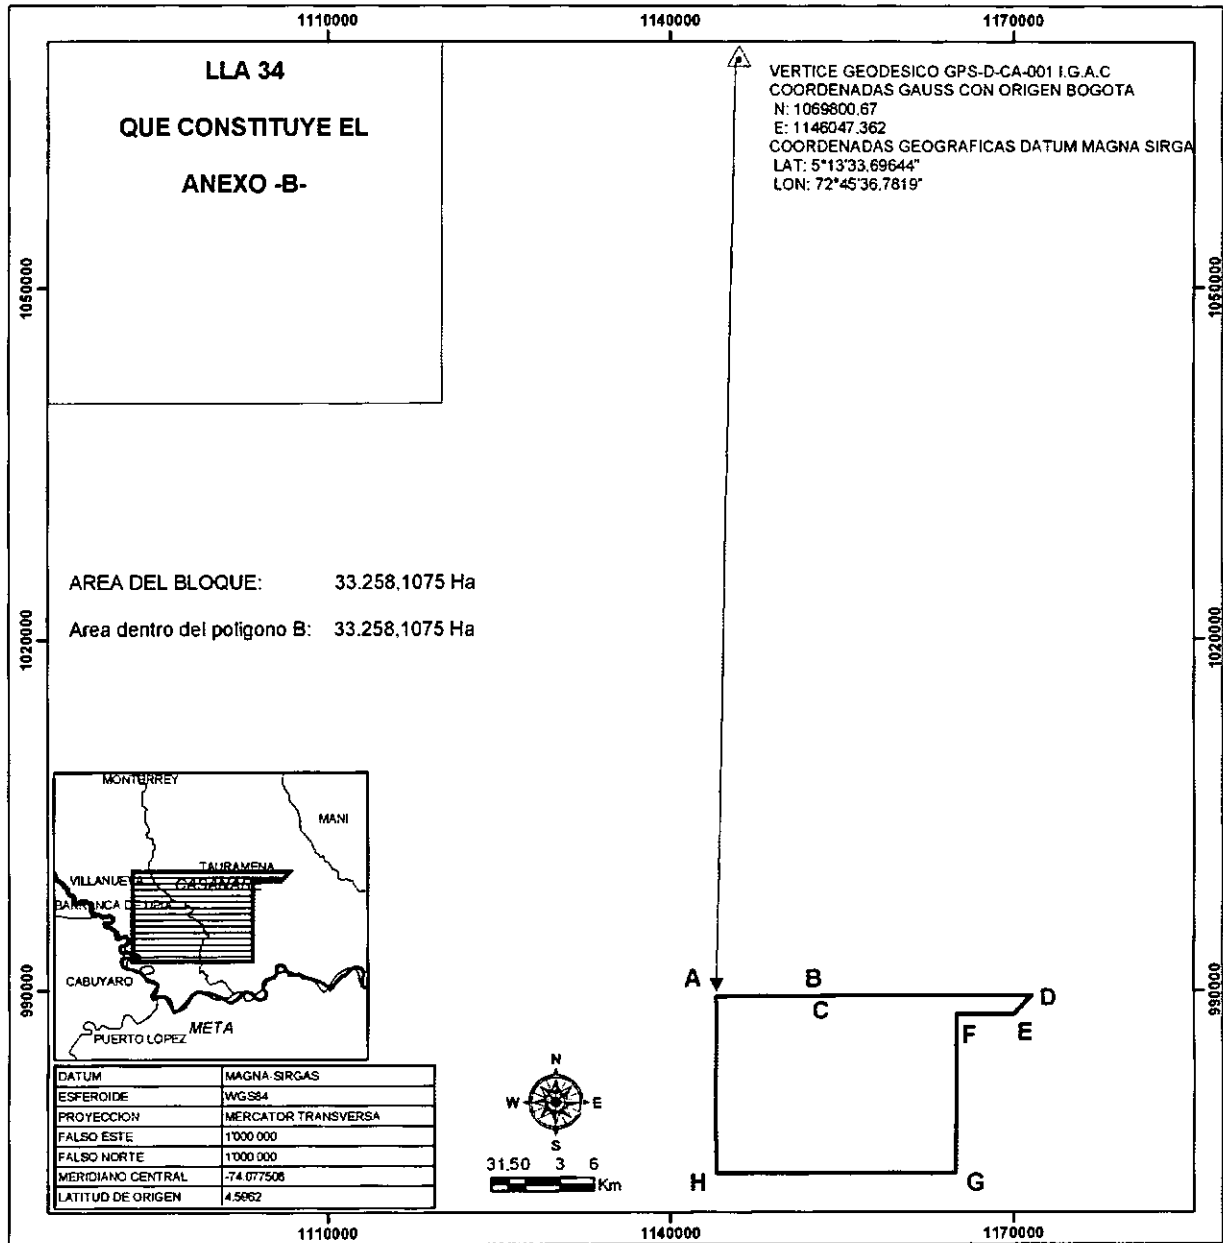 1110000
1140000
1170000
LLA 34
QUE CONSTITUYE EL
ANEXO -B-
VERTICE GEODESICO GPS-D-CA-001 I.G.A.C
COORDENADAS GAUSS CON ORIGEN BOGOTA
N: 1069800,67
E: 1146047,362
COORDENADAS GEOGRAFICAS DATUM MAGNA SIRGA
LAT: 5°13'33,69644"
LON: 72°45'36,7819"
1050000
1050000
AREA DEL BLOQUE: 33.258,1075 Ha
Area dentro del poligono B: 33.258,1075 Ha
1020000
1020000
MONTERREY
MANI
TAURAMENA
VILLANUEVA
CASANARE
BARRANCA DE UPIA
CABUYARO
META
PUERTO LOPEZ
990000
990000
A
B
C
D
E
F
G
H
DATUM MAGNA-SIRGAS
ESFEROIDE WGS84
PROYECCION MERCATOR TRANSVERSA
FALSO ESTE 1'000 000
FALSO NORTE 1'000 000
MERIDIANO CENTRAL -74.077508
LATITUD DE ORIGEN 4.5962
N
W
E
S
31,50 3 6
Km
1110000
1140000
1170000